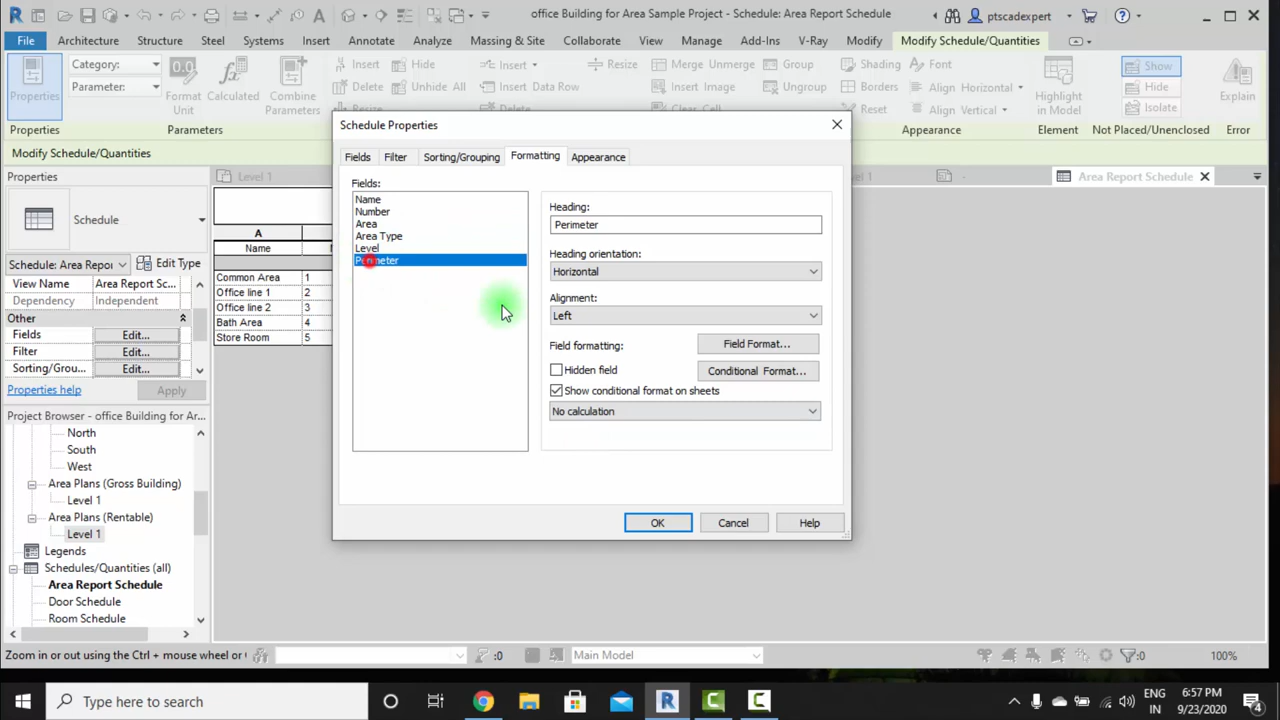 office Building for Area Sample Project - Schedule: Area Report Schedule
ptscadexpert
File Architecture Structure Steel Systems Insert Annotate Analyze Massing & Site Collaborate View Manage Add-Ins V-Ray Modify Modify Schedule/Quantities
Category: Insert Hide Insert Resize Merge Unmerge Group Shading Font Show
Parameter: Delete Unhide All Insert Data Row Insert Image Ungroup Borders Align Horizontal Hide
Properties Format Unit Calculated Combine Parameters Resize Delete Clear Cell Reset Align Vertical Highlight in Model Isolate Explain
Properties Parameters Appearance Element Not Placed/Unenclosed Error
Modify Schedule/Quantities
Schedule Properties
Properties
Level 1
Area Report Schedule
Schedule
Schedule: Area Repo
Edit Type
View Name Area Report Sc...
Dependency Independent
Other
Fields Edit...
Filter Edit...
Sorting/Grou... Edit...
Properties help Apply
Project Browser - office Building for Ar...
North
South
West
Area Plans (Gross Building)
Level 1
Area Plans (Rentable)
Level 1
Legends
Schedules/Quantities (all)
Area Report Schedule
Door Schedule
Room Schedule
A
Name
Common Area 1
Office line 1 2
Office line 2 3
Bath Area 4
Store Room 5
Fields Filter Sorting/Grouping Formatting Appearance
Fields:
Name
Number
Area
Area Type
Level
Perimeter
Heading:
Perimeter
Heading orientation:
Horizontal
Alignment:
Left
Field formatting: Field Format...
Hidden field Conditional Format...
Show conditional format on sheets
No calculation
OK Cancel Help
Zoom in or out using the Ctrl + mouse wheel or
:0 Main Model :0 100%
Type here to search
ENG
IN
6:57 PM
9/23/2020
4